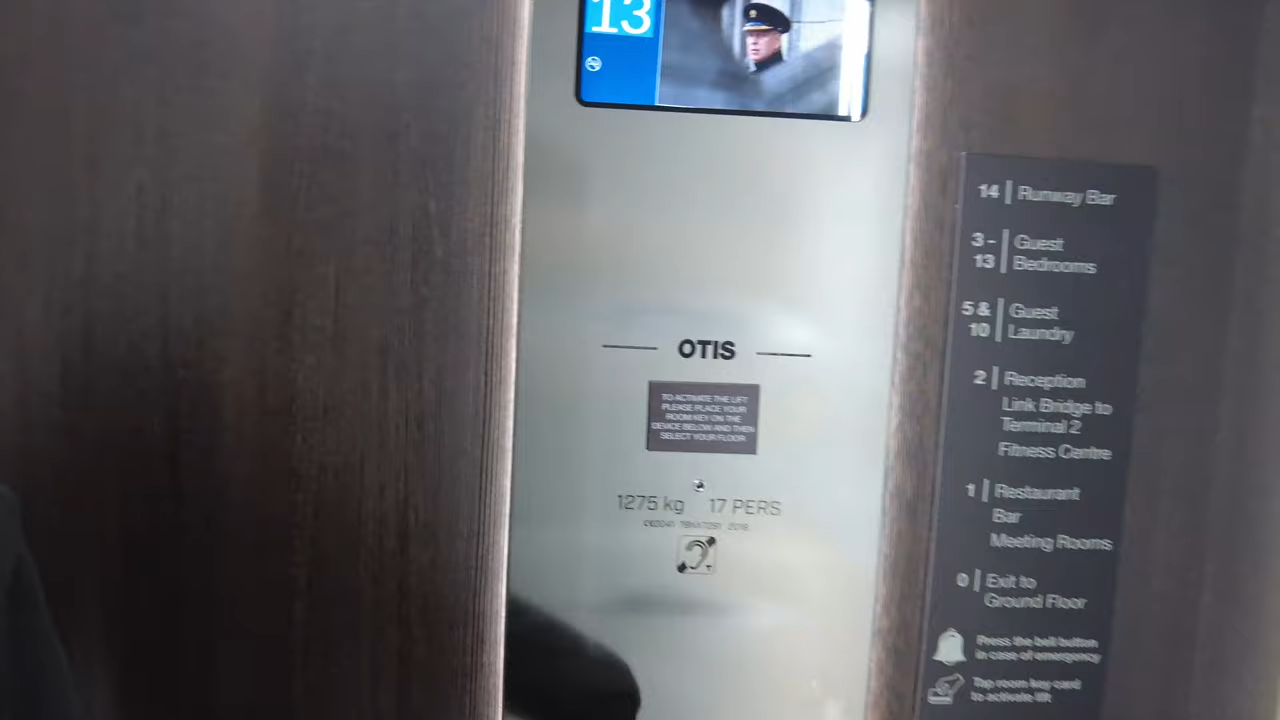 13
OTIS
TO ACTIVATE THE LIFT
PLEASE PLACE YOUR
ROOM KEY ON THE
DEVICE BELOW AND THEN
SELECT YOUR FLOOR
1275 kg 17 PERS
14 Runway Bar
3 - Guest
13 Bedrooms
5 & Guest
10 Laundry
2 Reception
Link Bridge to
Terminal 2
Fitness Centre
1 Restaurant
Bar
Meeting Rooms
0 Exit to
Ground Floor
Press the bell button
in case of emergency
Tap room key card
to activate lift